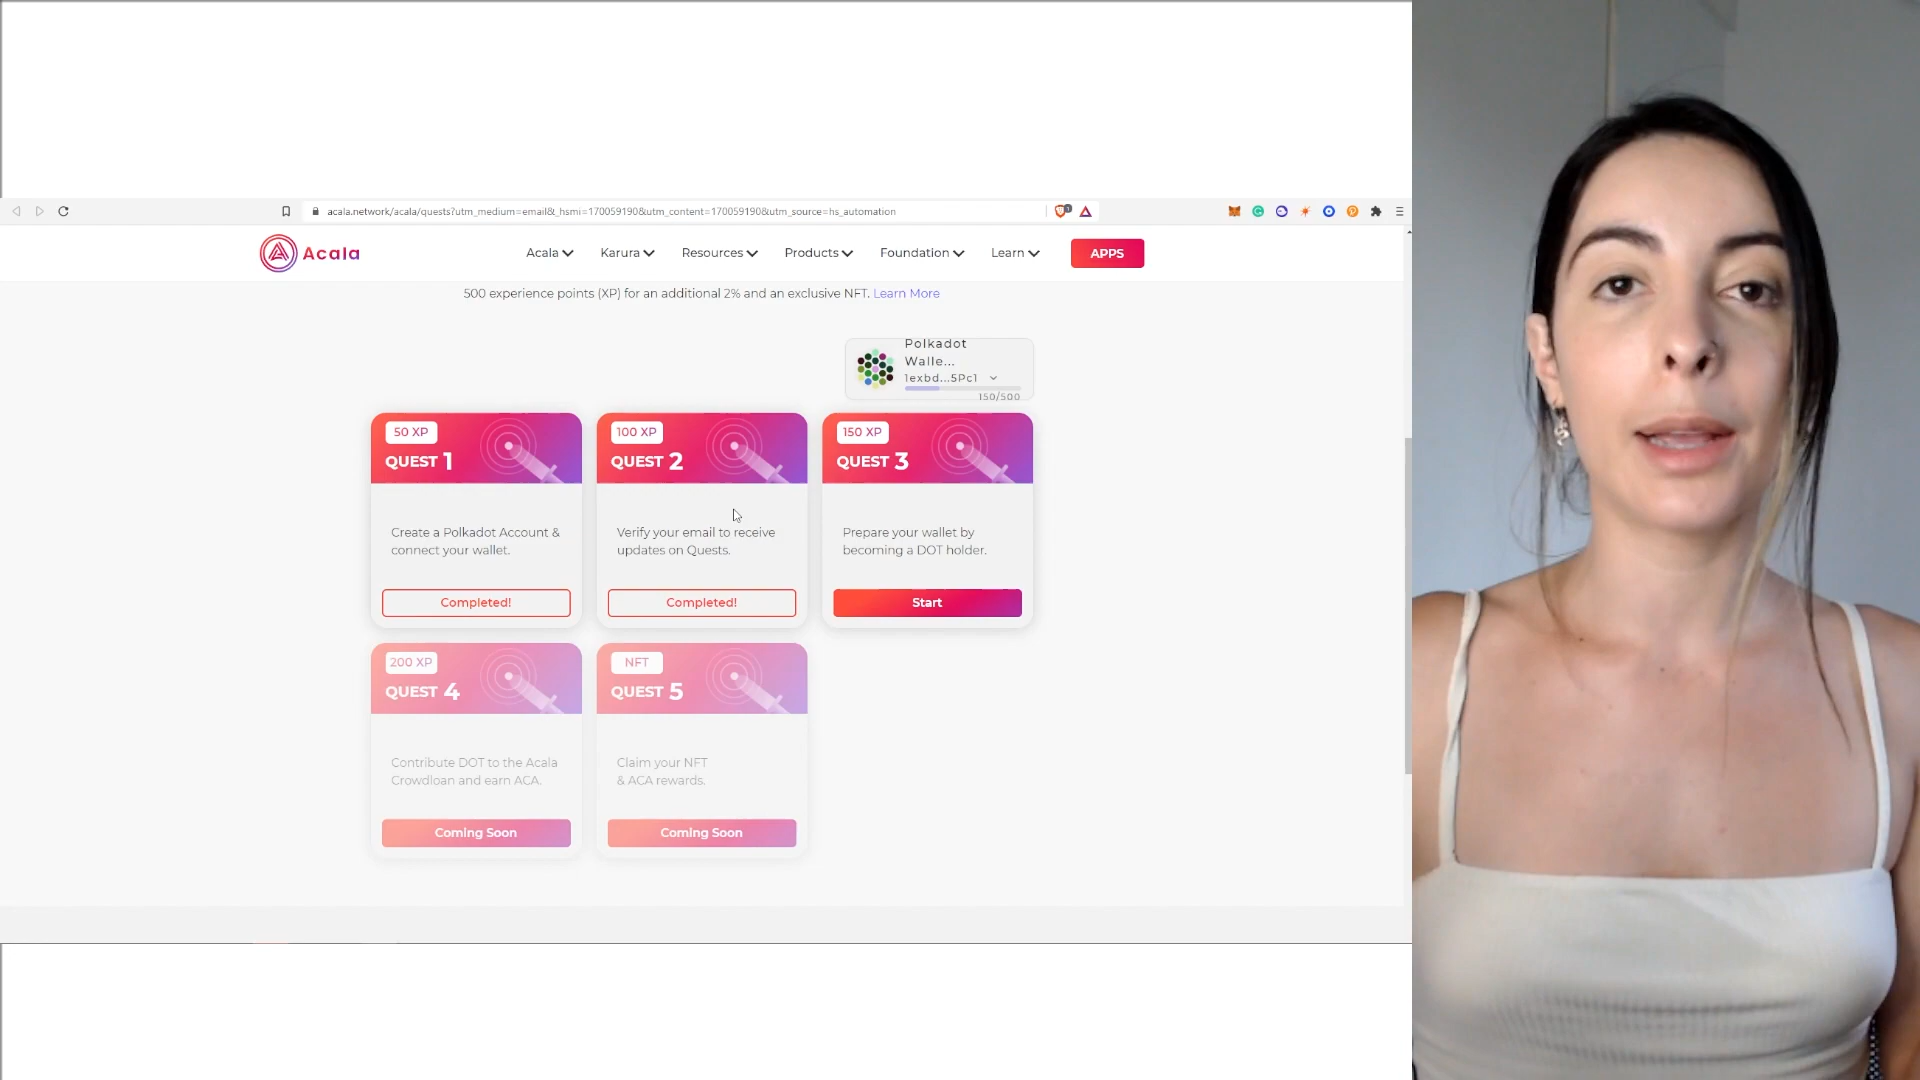 acala.network/acala/quests?utm_medium=email&_hsmi=170059190&utm_content=170059190&utm_source=hs_automation
Acala
Acala Karura Resources Products Foundation Learn APPS
500 experience points (XP) for an additional 2% and an exclusive NFT. Learn More
Polkadot
Walle...
1exbd...5Pc1
150/500
50 XP
QUEST 1
Create a Polkadot Account &
connect your wallet.
Completed!
100 XP
QUEST 2
Verify your email to receive
updates on Quests.
Completed!
150 XP
QUEST 3
Prepare your wallet by
becoming a DOT holder.
Start
200 XP
QUEST 4
Contribute DOT to the Acala
Crowdloan and earn ACA.
Coming Soon
NFT
QUEST 5
Claim your NFT
& ACA rewards.
Coming Soon